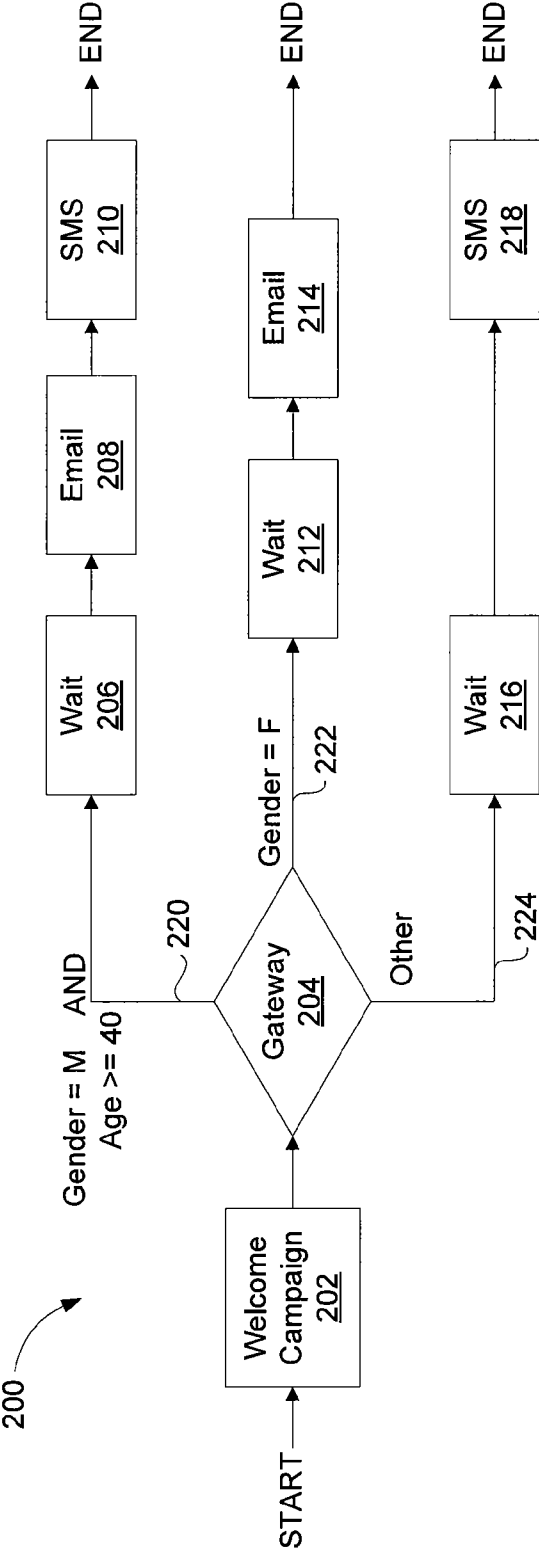 200
START
Welcome
Campaign
202
Gateway
204
Gender = M AND
Age >= 40
220
Wait
206
Email
208
SMS
210
END
Gender = F
222
Wait
212
Email
214
END
Other
224
Wait
216
SMS
218
END